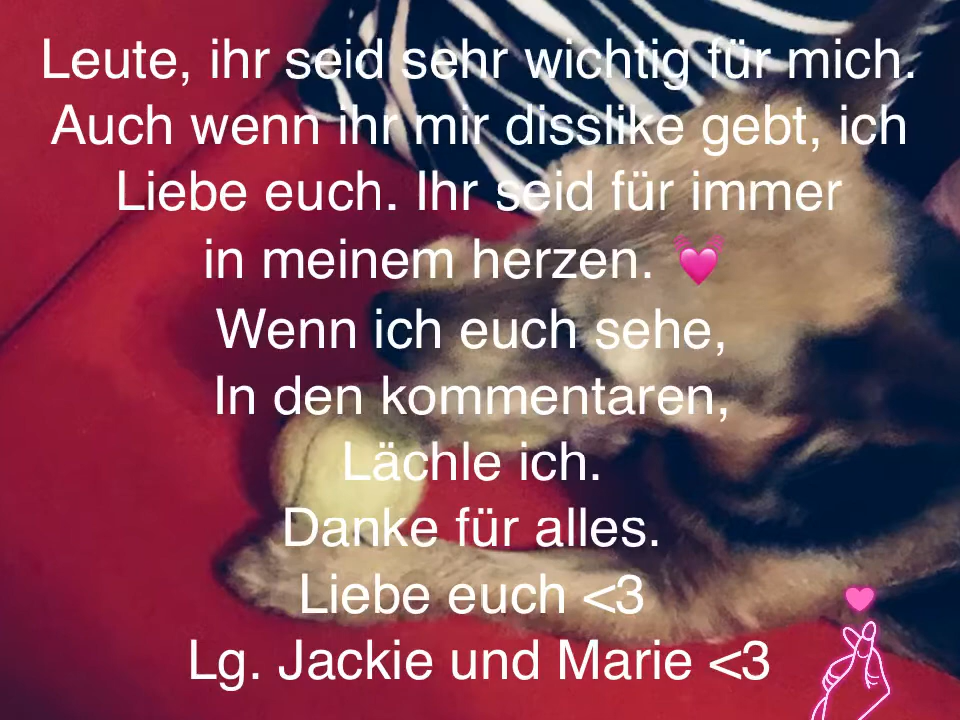 Leute, ihr seid sehr wichtig für mich.
Auch wenn ihr mir disslike gebt, ich
Liebe euch. Ihr seid für immer
in meinem herzen. 💓
Wenn ich euch sehe,
In den kommentaren,
Lächle ich.
Danke für alles.
Liebe euch <3
Lg. Jackie und Marie <3